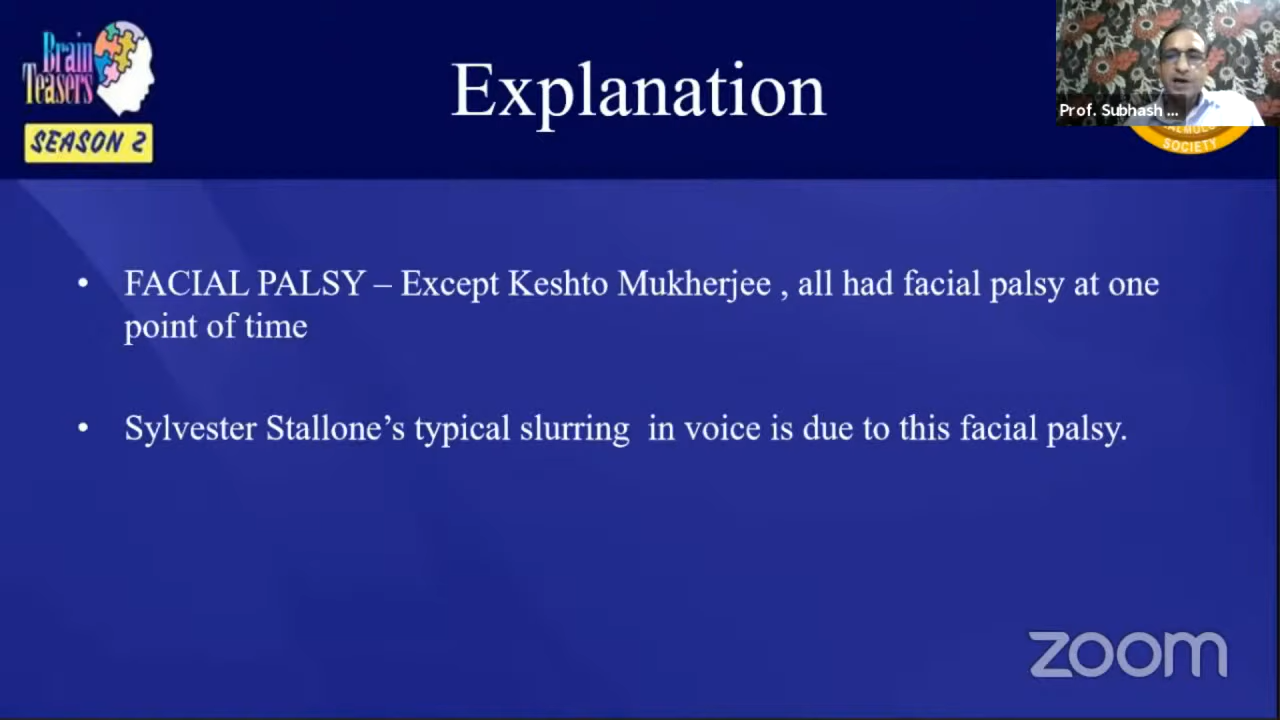 Brain
Teasers
SEASON 2
Explanation
Prof. Subhash ...
SOCIETY
• FACIAL PALSY – Except Keshto Mukherjee , all had facial palsy at one
point of time
• Sylvester Stallone’s typical slurring  in voice is due to this facial palsy.
zoom